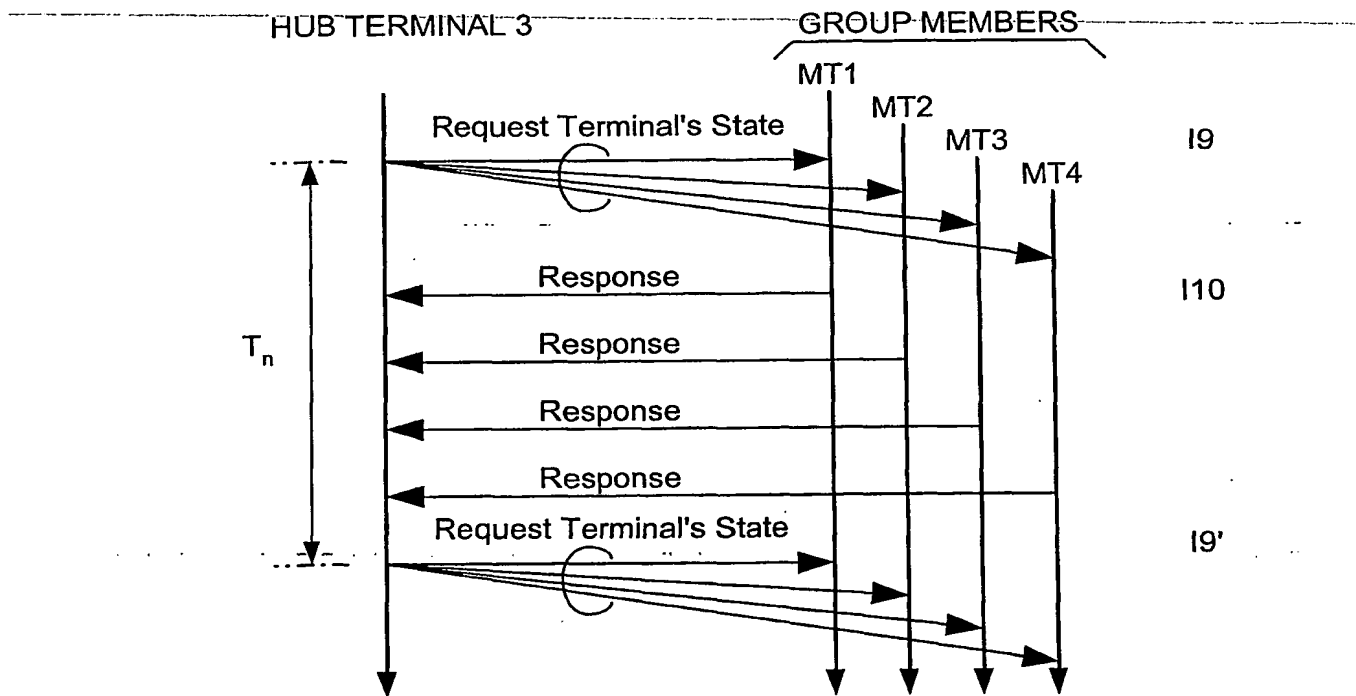 HUB TERMINAL 3
GROUP MEMBERS
MT1
MT2
MT3
MT4
Request Terminal's State
I9
Response
I10
Response
Tn
Response
Response
Request Terminal's State
I9'